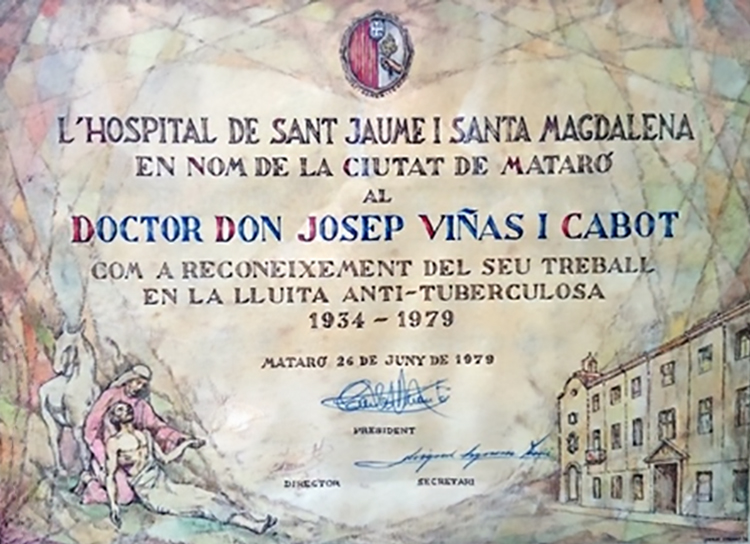 L'HOSPITAL DE SANT JAUME I SANTA MAGDALENA
EN NOM DE LA CIUTAT DE MATARÓ
AL
DOCTOR DON JOSEP VIÑAS I CABOT
COM A RECONEIXEMENT DEL SEU TREBALL
EN LA LLUITA ANTI-TUBERCULOSA
1934 - 1979
MATARÓ 26 DE JUNY DE 1979
PRESIDENT
DIRECTOR SECRETARI